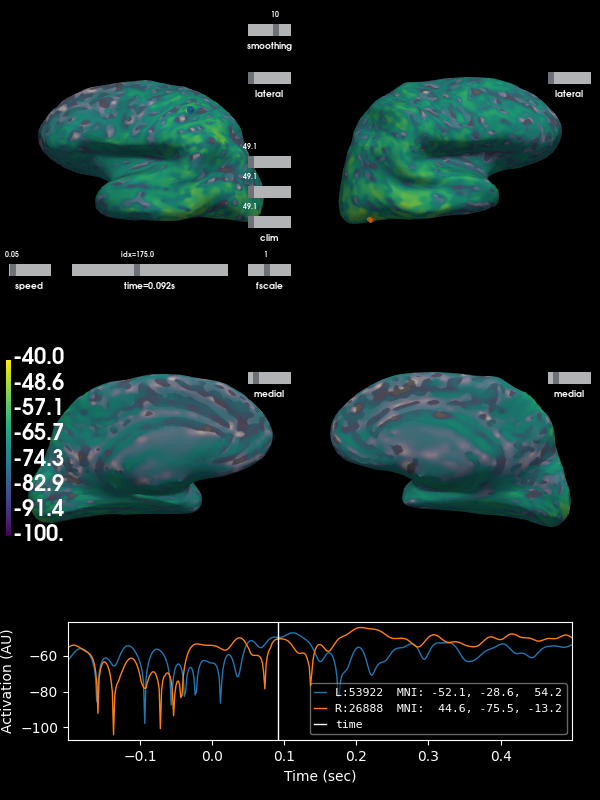 10
smoothing
lateral
lateral
49.1
49.1
49.1
clim
0.05
idx=175.0
1
speed
time=0.092s
fscale
-40.0
-48.6
-57.1
-65.7
-74.3
-82.9
-91.4
-100.
medial
medial
Activation (AU)
−60
−80
−100
L:53922 MNI: -52.1, -28.6, 54.2
R:26888 MNI: 44.6, -75.5, -13.2
time
−0.1 0.0 0.1 0.2 0.3 0.4
Time (sec)